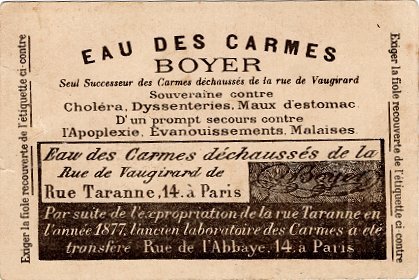 EAU DES CARMES
BOYER
Seul Successeur des Carmes déchaussés de la rue de Vaugirard
Souveraine contre
Choléra, Dyssenteries, Maux d'estomac
D'un prompt secours contre
l'Apoplexie, Evanouissements, Malaises
Eau des Carmes déchaussés de la
Rue de Vaugirard de
Rue Taranne, 14. à Paris
Boyer
Par suite de l'expropriation de la rue Taranne en
l'année 1877, l'ancien laboratoire des Carmes a été
transféré Rue de l'Abbaye, 14. à Paris
Exiger la fiole recouverte de l'étiquette ci-contre
Exiger la fiole recouverte de l'étiquette ci-contre